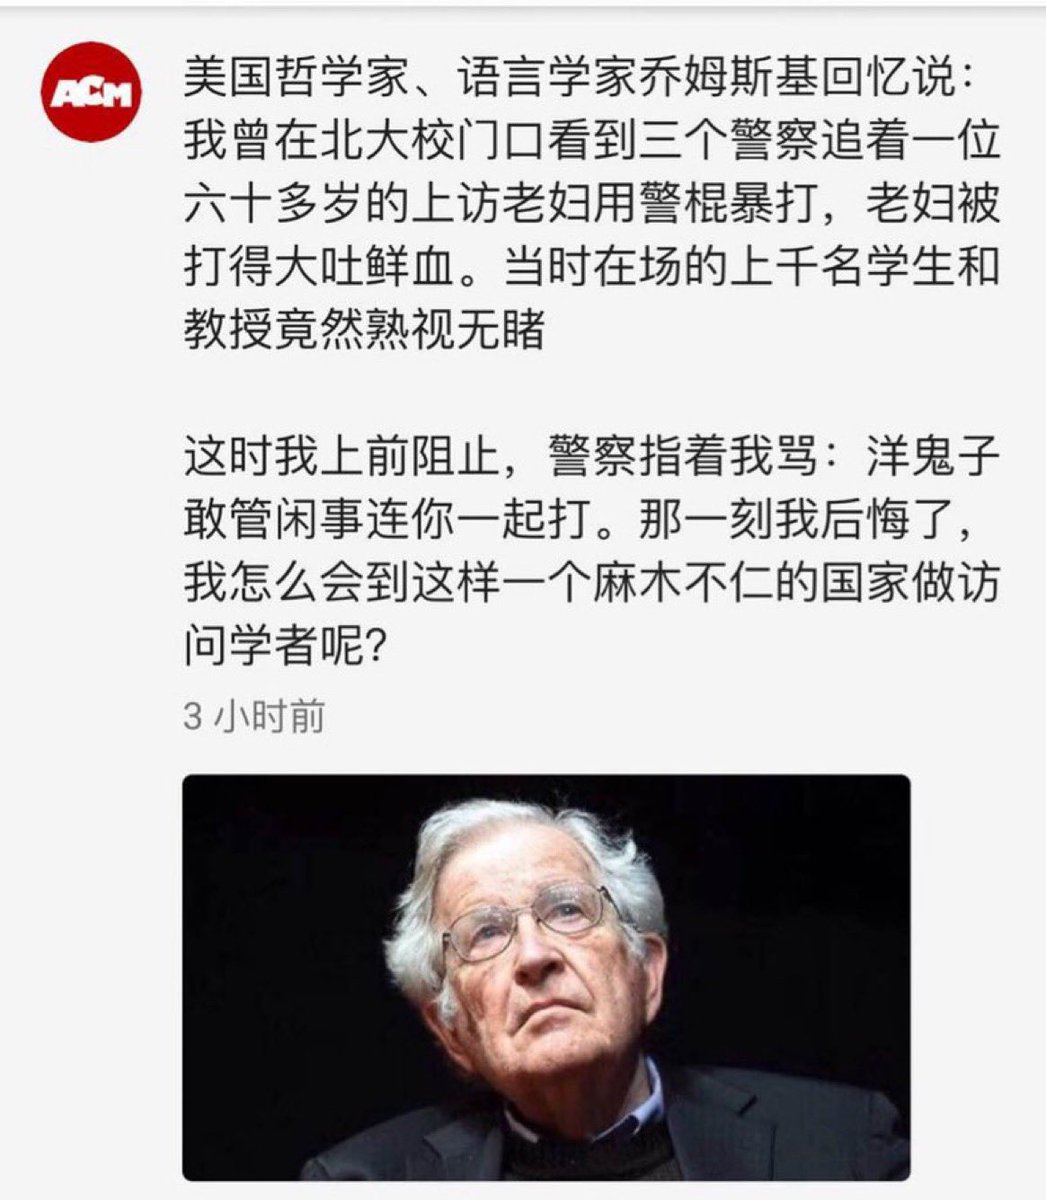 ACM
美国哲学家、语言学家乔姆斯基回忆说：
我曾在北大校门口看到三个警察追着一位
六十多岁的上访老妇用警棍暴打，老妇被
打得大吐鲜血。当时在场的上千名学生和
教授竟然熟视无睹
这时我上前阻止，警察指着我骂：洋鬼子
敢管闲事连你一起打。那一刻我后悔了，
我怎么会到这样一个麻木不仁的国家做访
问学者呢？
3 小时前